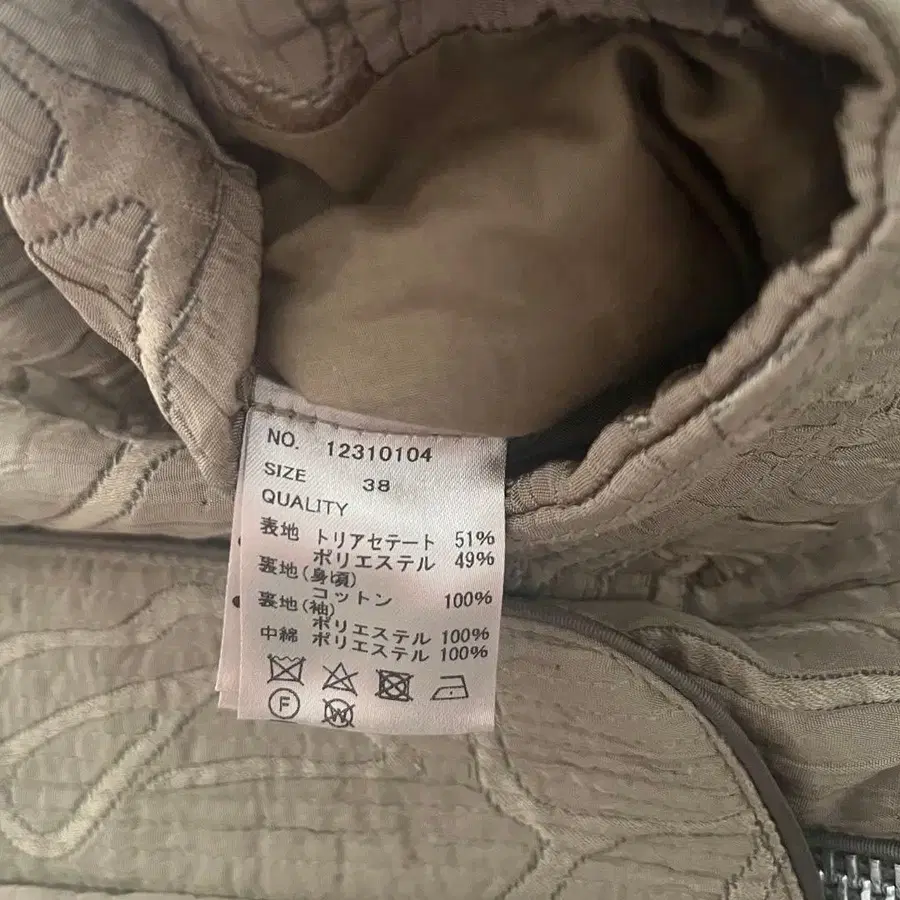 NO. 12310104
SIZE 38
QUALITY
表地 トリアセテート 51%
ポリエステル 49%
裏地(身頃)
コットン 100%
裏地(袖)
ポリエステル 100%
中綿 ポリエステル 100%
F
W